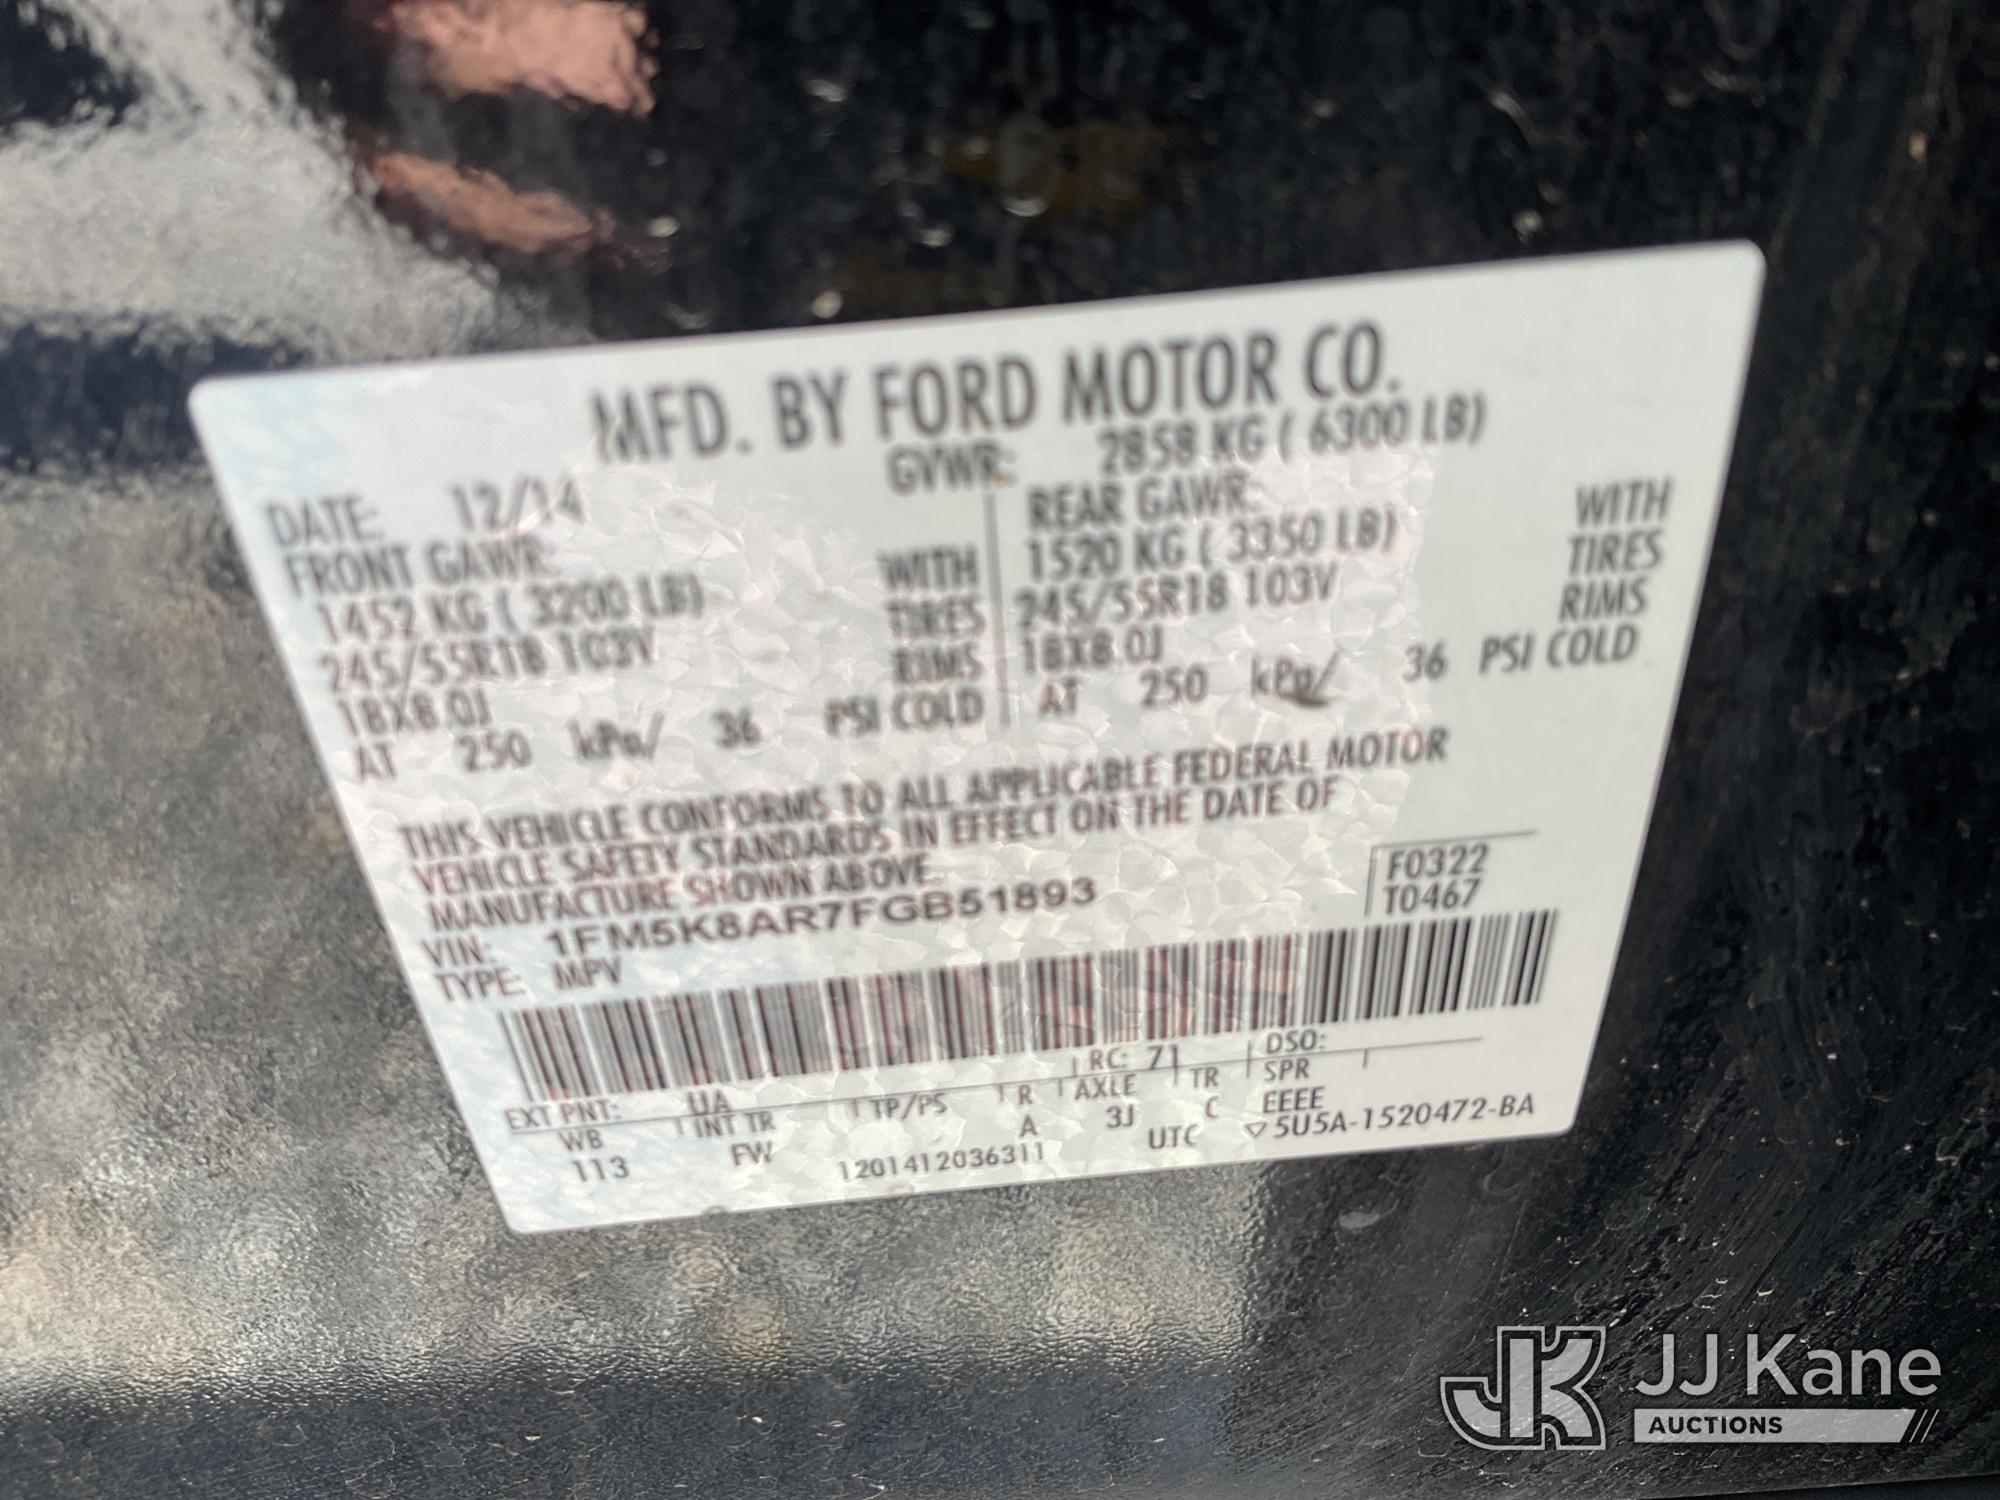 MFD. BY FORD MOTOR CO.
DATE: 12/14 GVWR: 2858 KG ( 6300 LB)
FRONT GAWR: REAR GAWR:
1452 KG ( 3200 LB) WITH 1520 KG ( 3350 LB) WITH
245/55R18 103V TIRES 245/55R18 103V TIRES
18X8.0J RIMS 18X8.0J RIMS
AT 250 kPa/ 36 PSI COLD AT 250 kPa/ 36 PSI COLD
THIS VEHICLE CONFORMS TO ALL APPLICABLE FEDERAL MOTOR
VEHICLE SAFETY STANDARDS IN EFFECT ON THE DATE OF
MANUFACTURE SHOWN ABOVE.
VIN: 1FM5K8AR7FGB51893
TYPE: MPV
F0322
T0467
EXT PNT: UA RC: 71 DSO:
WB INT TR TP/PS R AXLE TR SPR
113 FW A 3J C EEEE
1201412036311 UTC ▽5U5A-1520472-BA
JK JJ Kane
AUCTIONS